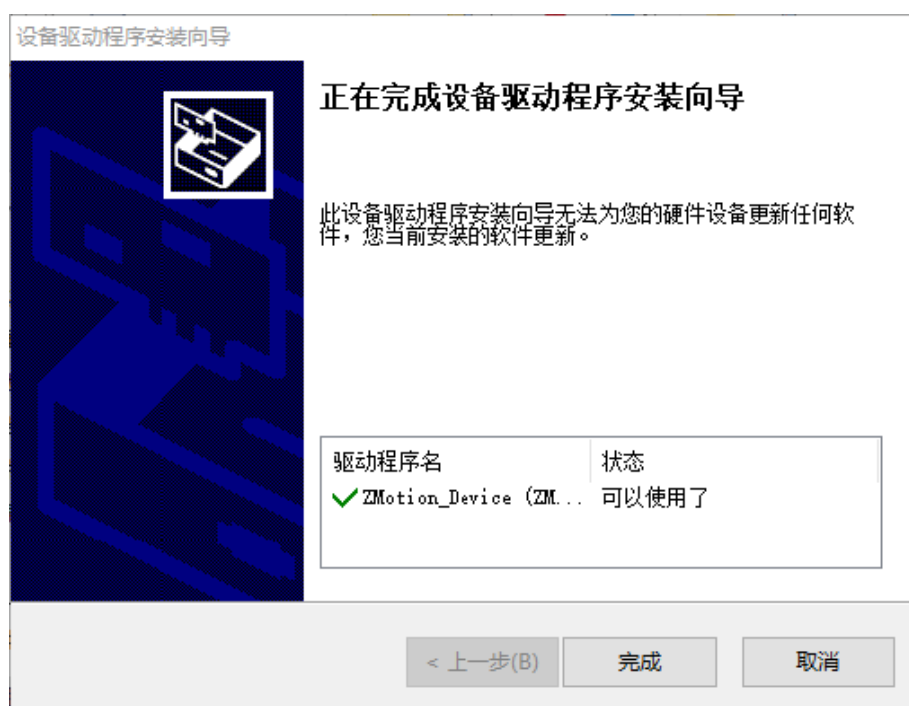 设备驱动程序安装向导
正在完成设备驱动程序安装向导
此设备驱动程序安装向导无法为您的硬件设备更新任何软
件，您当前安装的软件更新。
驱动程序名 状态
ZMotion_Device (ZM... 可以使用了
< 上一步(B) 完成 取消